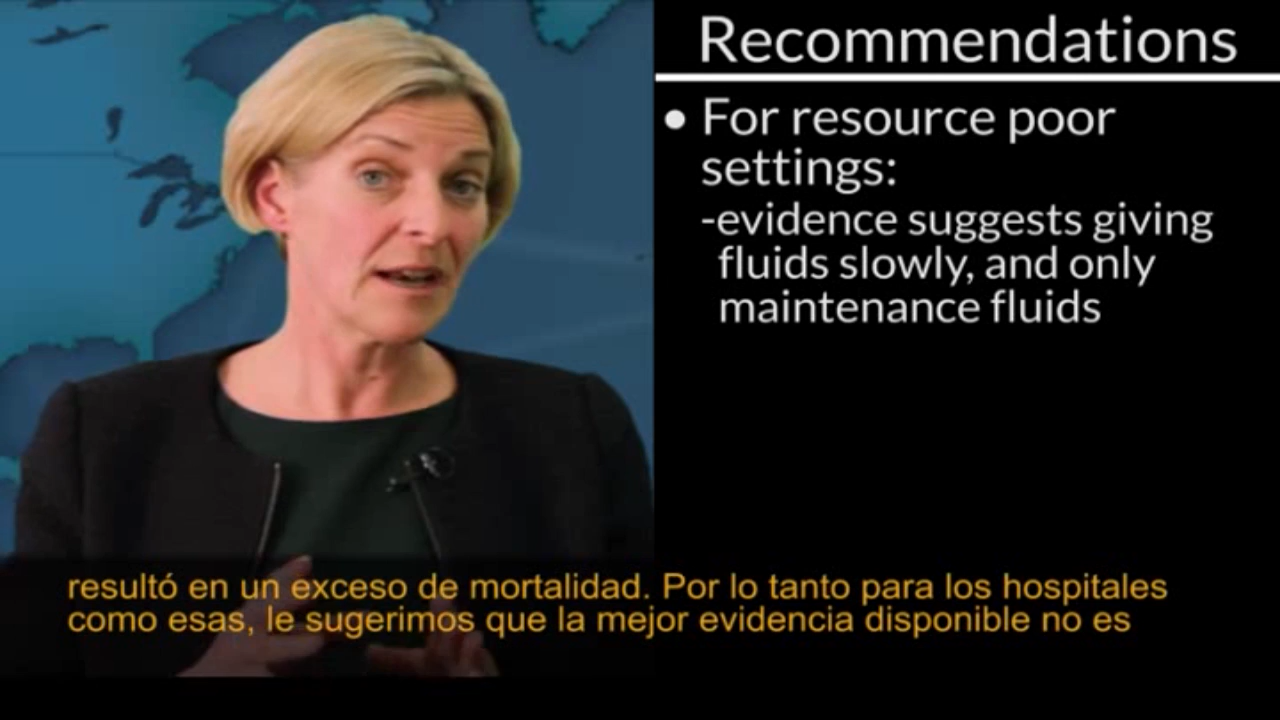 Recommendations
• For resource poor
settings:
-evidence suggests giving
fluids slowly, and only
maintenance fluids
resultó en un exceso de mortalidad. Por lo tanto para los hospitales
como esas, le sugerimos que la mejor evidencia disponible no es